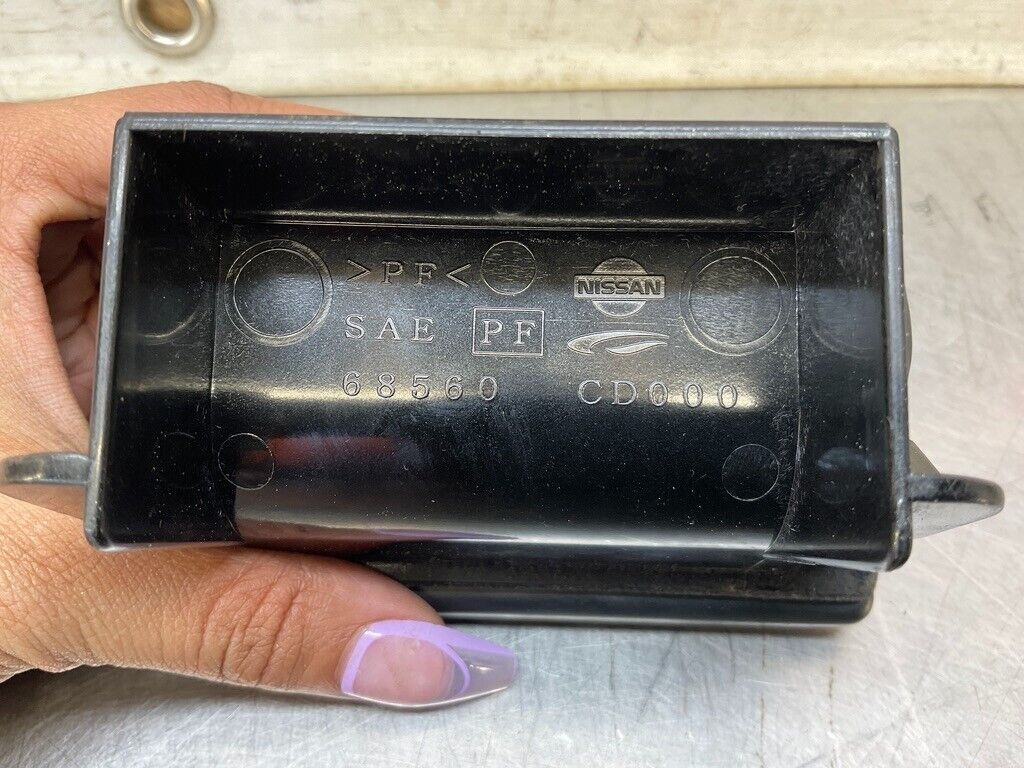 >PF< NISSAN
SAE PF
68560 CD000